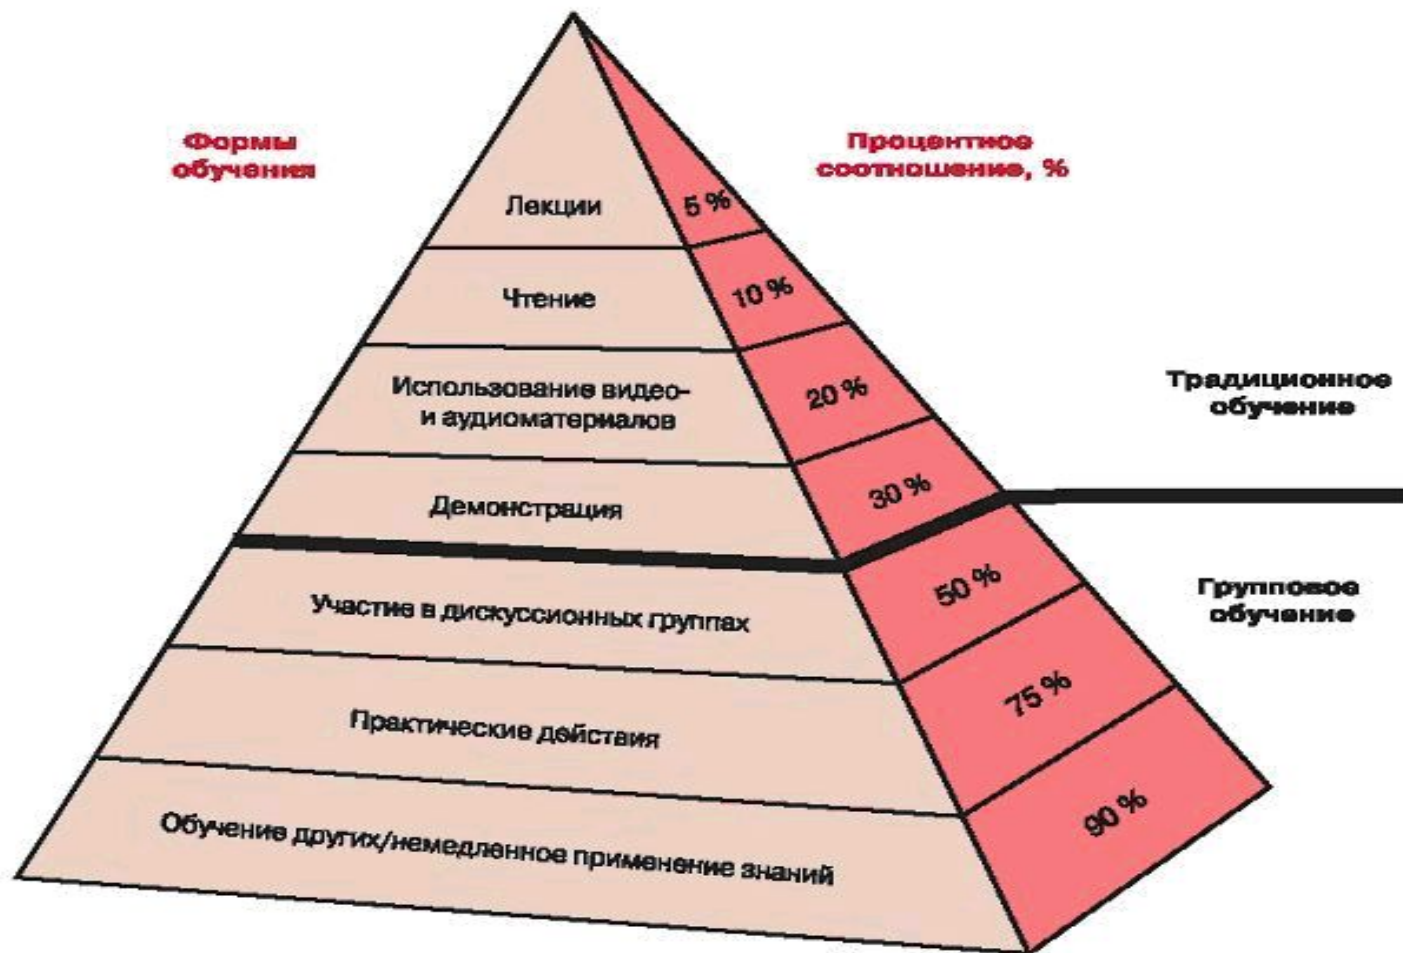 Формы
обучения
Процентное
соотношение, %
Лекции
5 %
Чтение
10 %
Использование видео-
и аудиоматериалов
20 %
Традиционное
обучение
Демонстрация
30 %
Участие в дискуссионных группах
50 %
Групповое
обучение
Практические действия
75 %
Обучение других/немедленное применение знаний
90 %